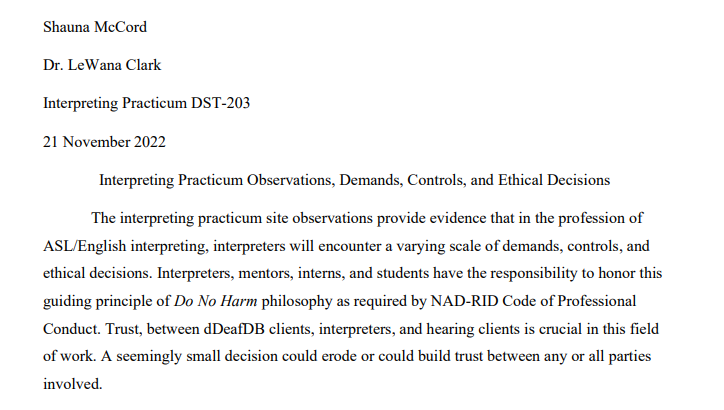 Shauna McCord
Dr. LeWana Clark
Interpreting Practicum DST-203
21 November 2022
Interpreting Practicum Observations, Demands, Controls, and Ethical Decisions
The interpreting practicum site observations provide evidence that in the profession of
ASL/English interpreting, interpreters will encounter a varying scale of demands, controls, and
ethical decisions. Interpreters, mentors, interns, and students have the responsibility to honor this
guiding principle of Do No Harm philosophy as required by NAD-RID Code of Professional
Conduct. Trust, between dDeafDB clients, interpreters, and hearing clients is crucial in this field
of work. A seemingly small decision could erode or could build trust between any or all parties
involved.